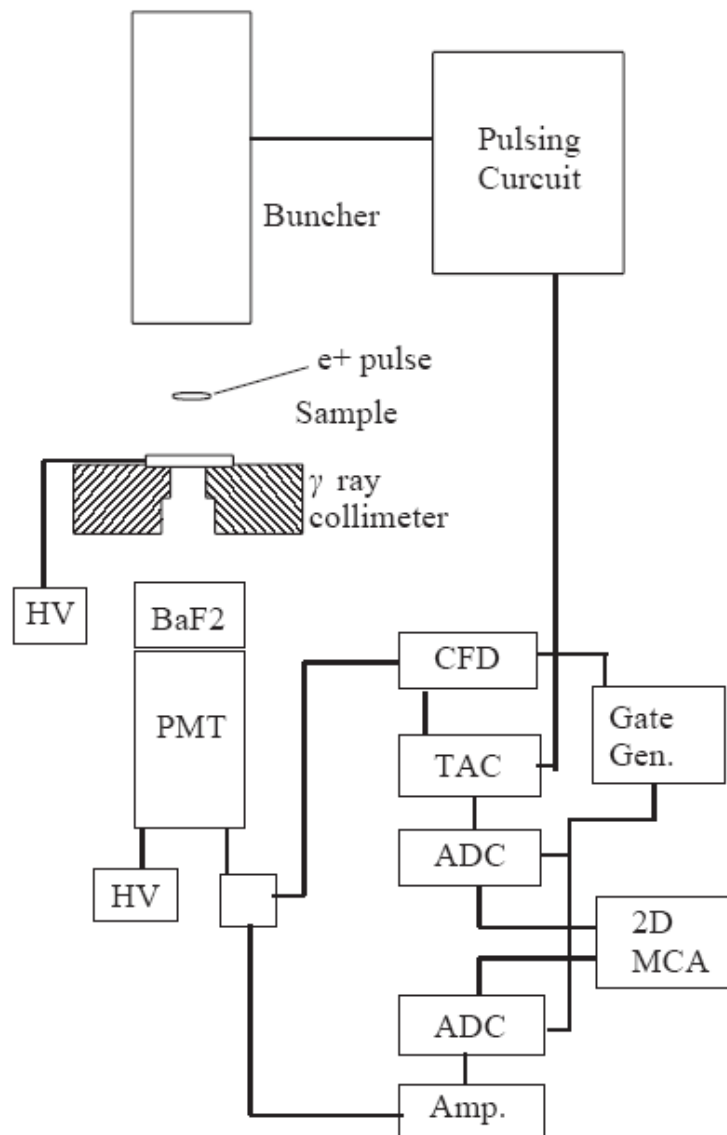 Pulsing
Curcuit
Buncher
e+ pulse
Sample
γ ray
collimeter
HV
BaF2
CFD
PMT
Gate
Gen.
TAC
ADC
HV
2D
MCA
ADC
Amp.